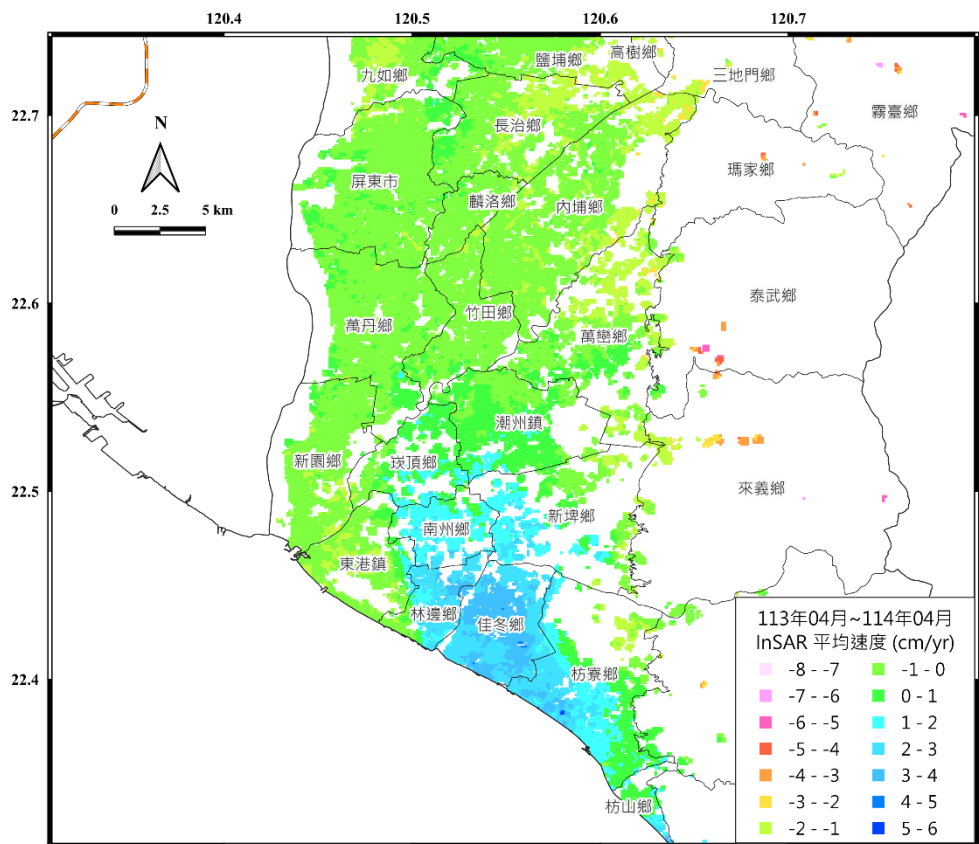 120.4 120.5 120.6 120.7
高樹鄉
鹽埔鄉
九如鄉
三地門鄉
22.7
霧臺鄉
長治鄉
N
瑪家鄉
屏東市
麟洛鄉
內埔鄉
0 2.5 5 km
22.6
泰武鄉
竹田鄉
萬丹鄉
萬巒鄉
潮州鎮
新園鄉
崁頂鄉
22.5
來義鄉
新埤鄉
南州鄉
東港鎮
林邊鄉
佳冬鄉
22.4
枋寮鄉
枋山鄉
113年04月~114年04月
InSAR 平均速度 (cm/yr)
-8 - -7 -1 - 0
-7 - -6 0 - 1
-6 - -5 1 - 2
-5 - -4 2 - 3
-4 - -3 3 - 4
-3 - -2 4 - 5
-2 - -1 5 - 6